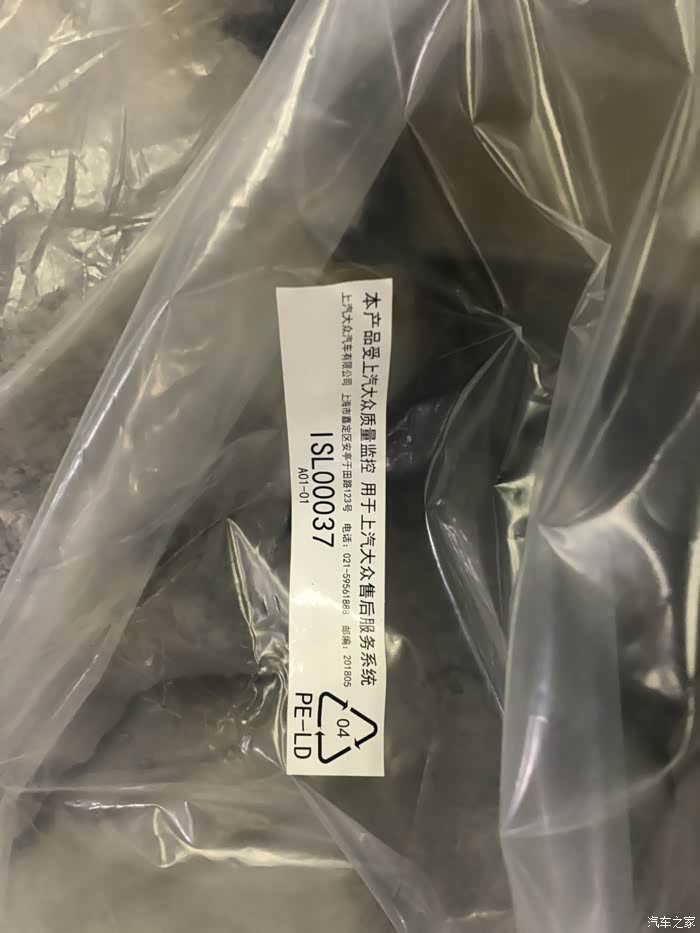 本产品受上汽大众质量监控 用于上汽大众售后服务系统
上汽大众汽车有限公司 上海市嘉定区安亭于田路123号 电话：021-59561888 邮编：201805
ISL00037
A01-01
04
PE-LD
汽车之家